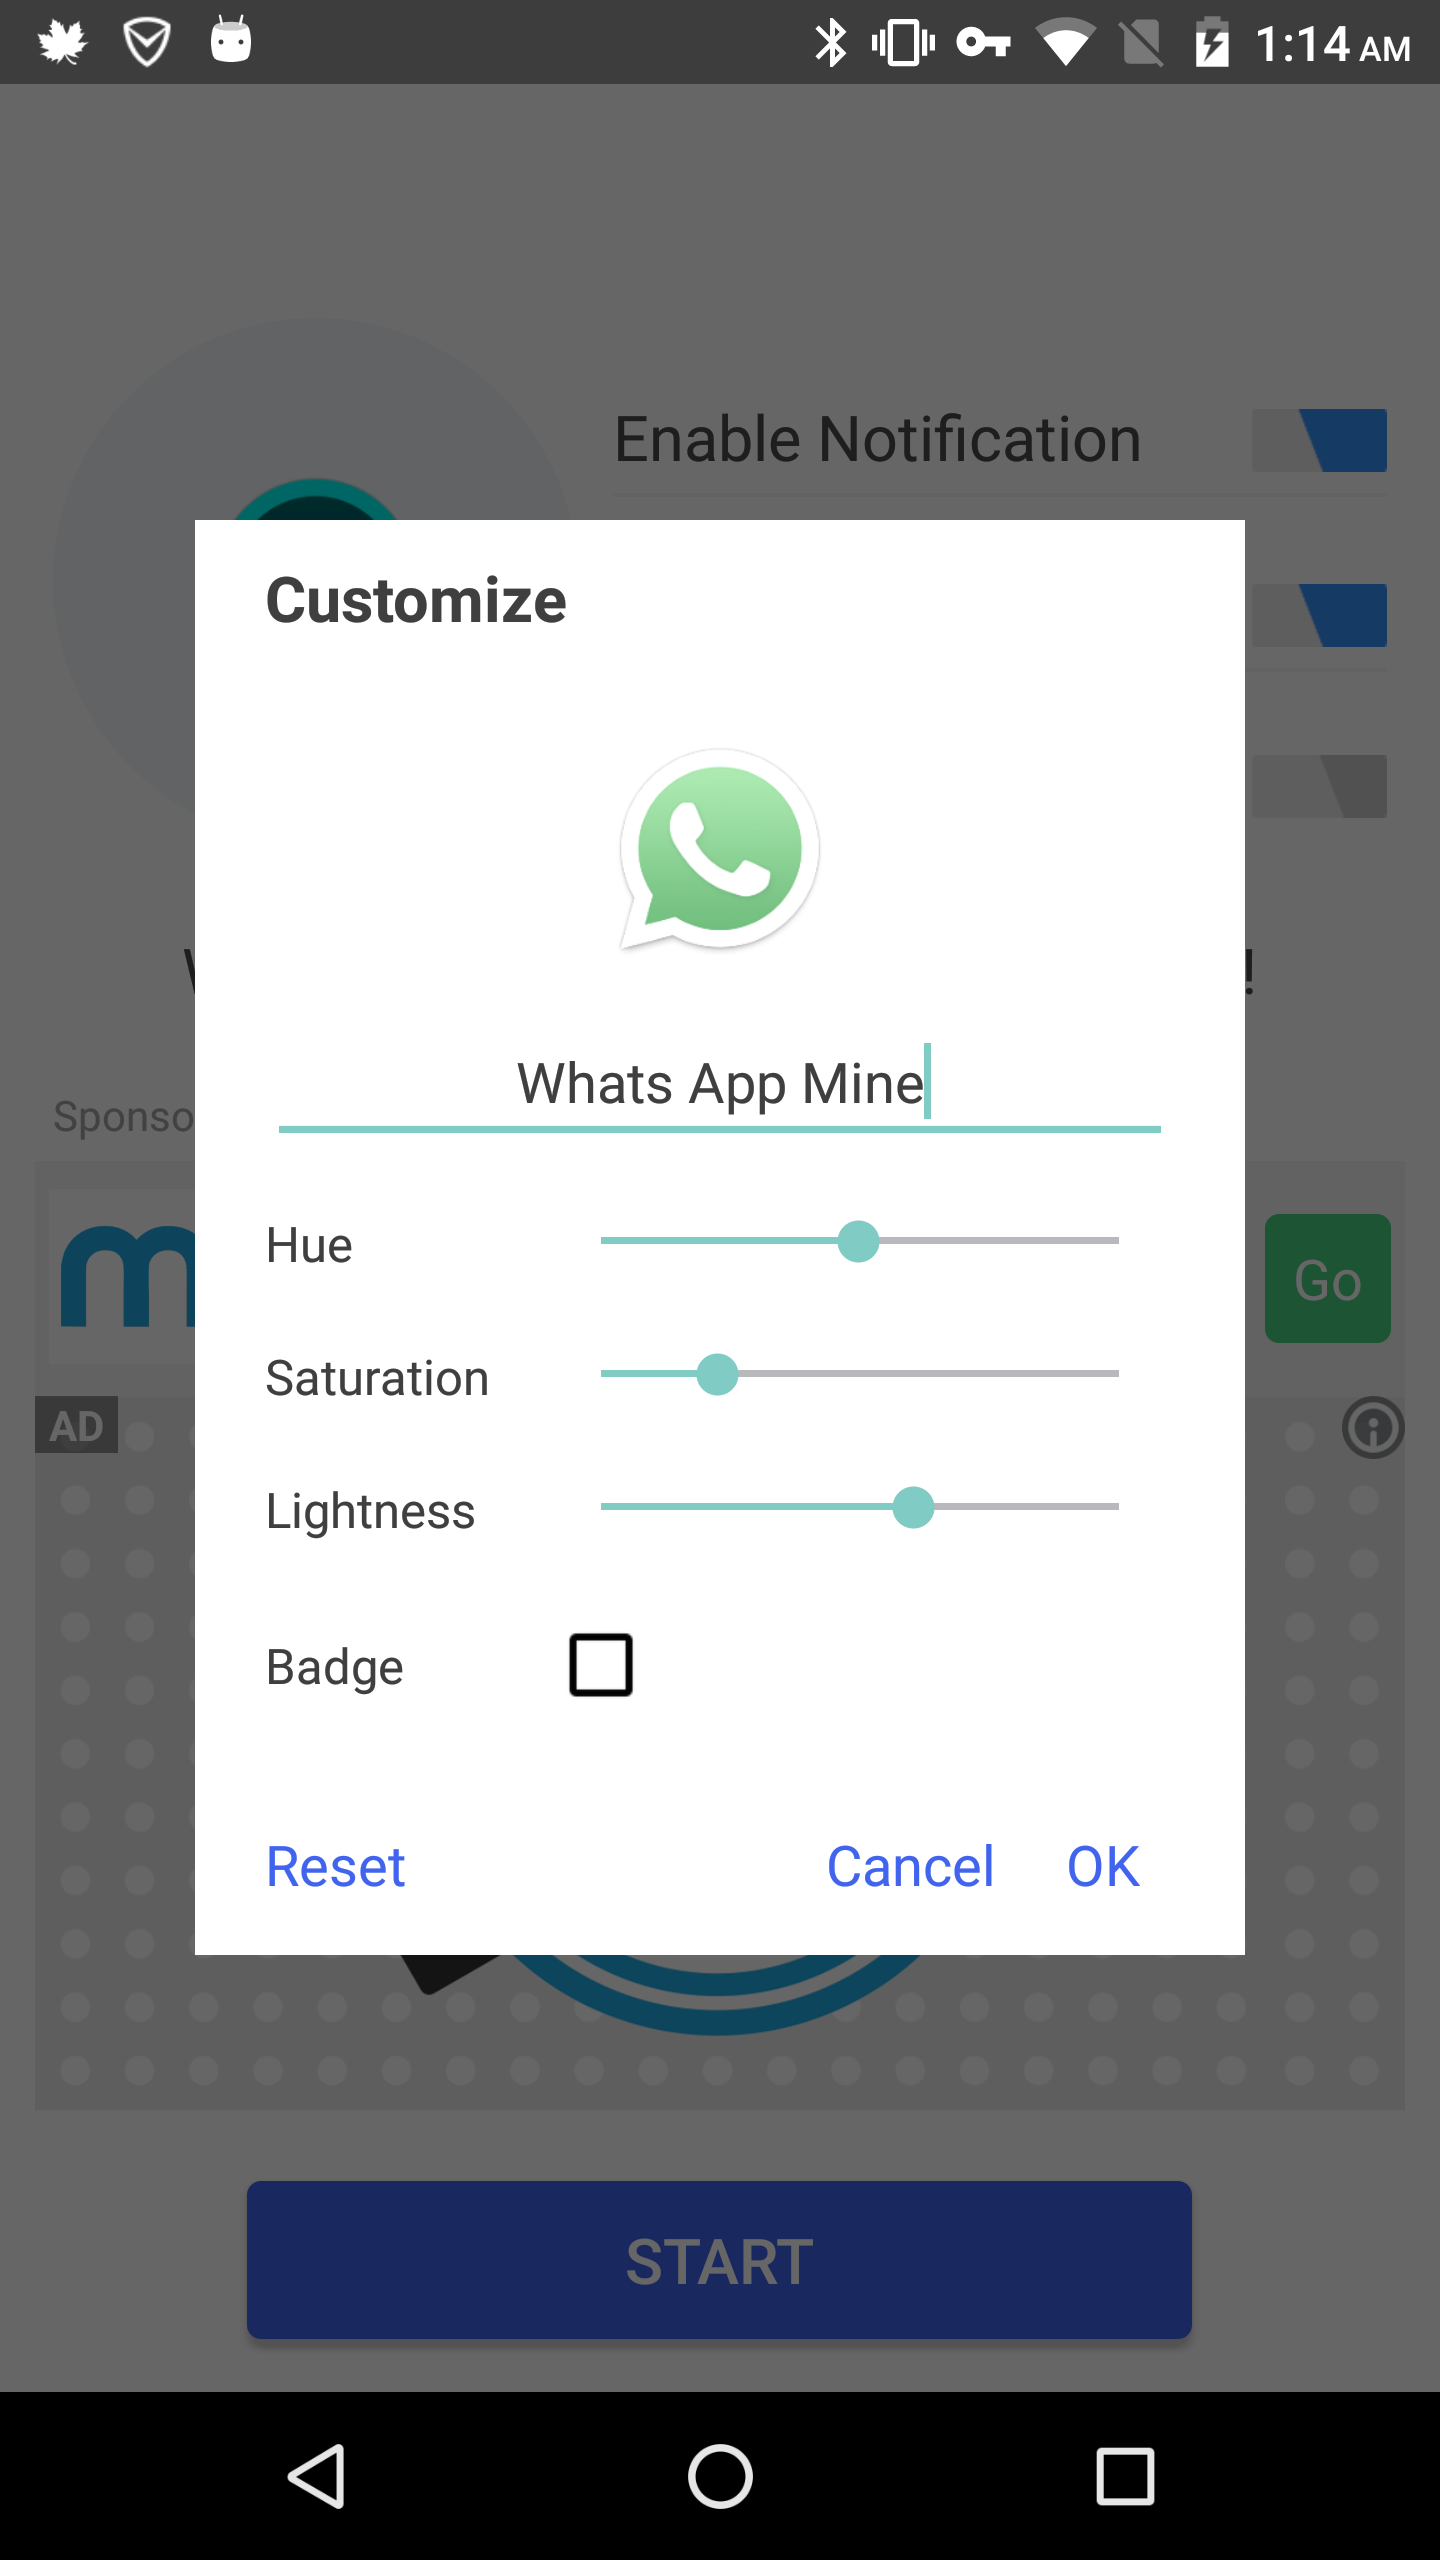 1:14 AM
Enable Notification
Customize
!
Whats App Mine
Hue
Go
Saturation
AD
Lightness
Badge
Reset
Cancel
OK
START